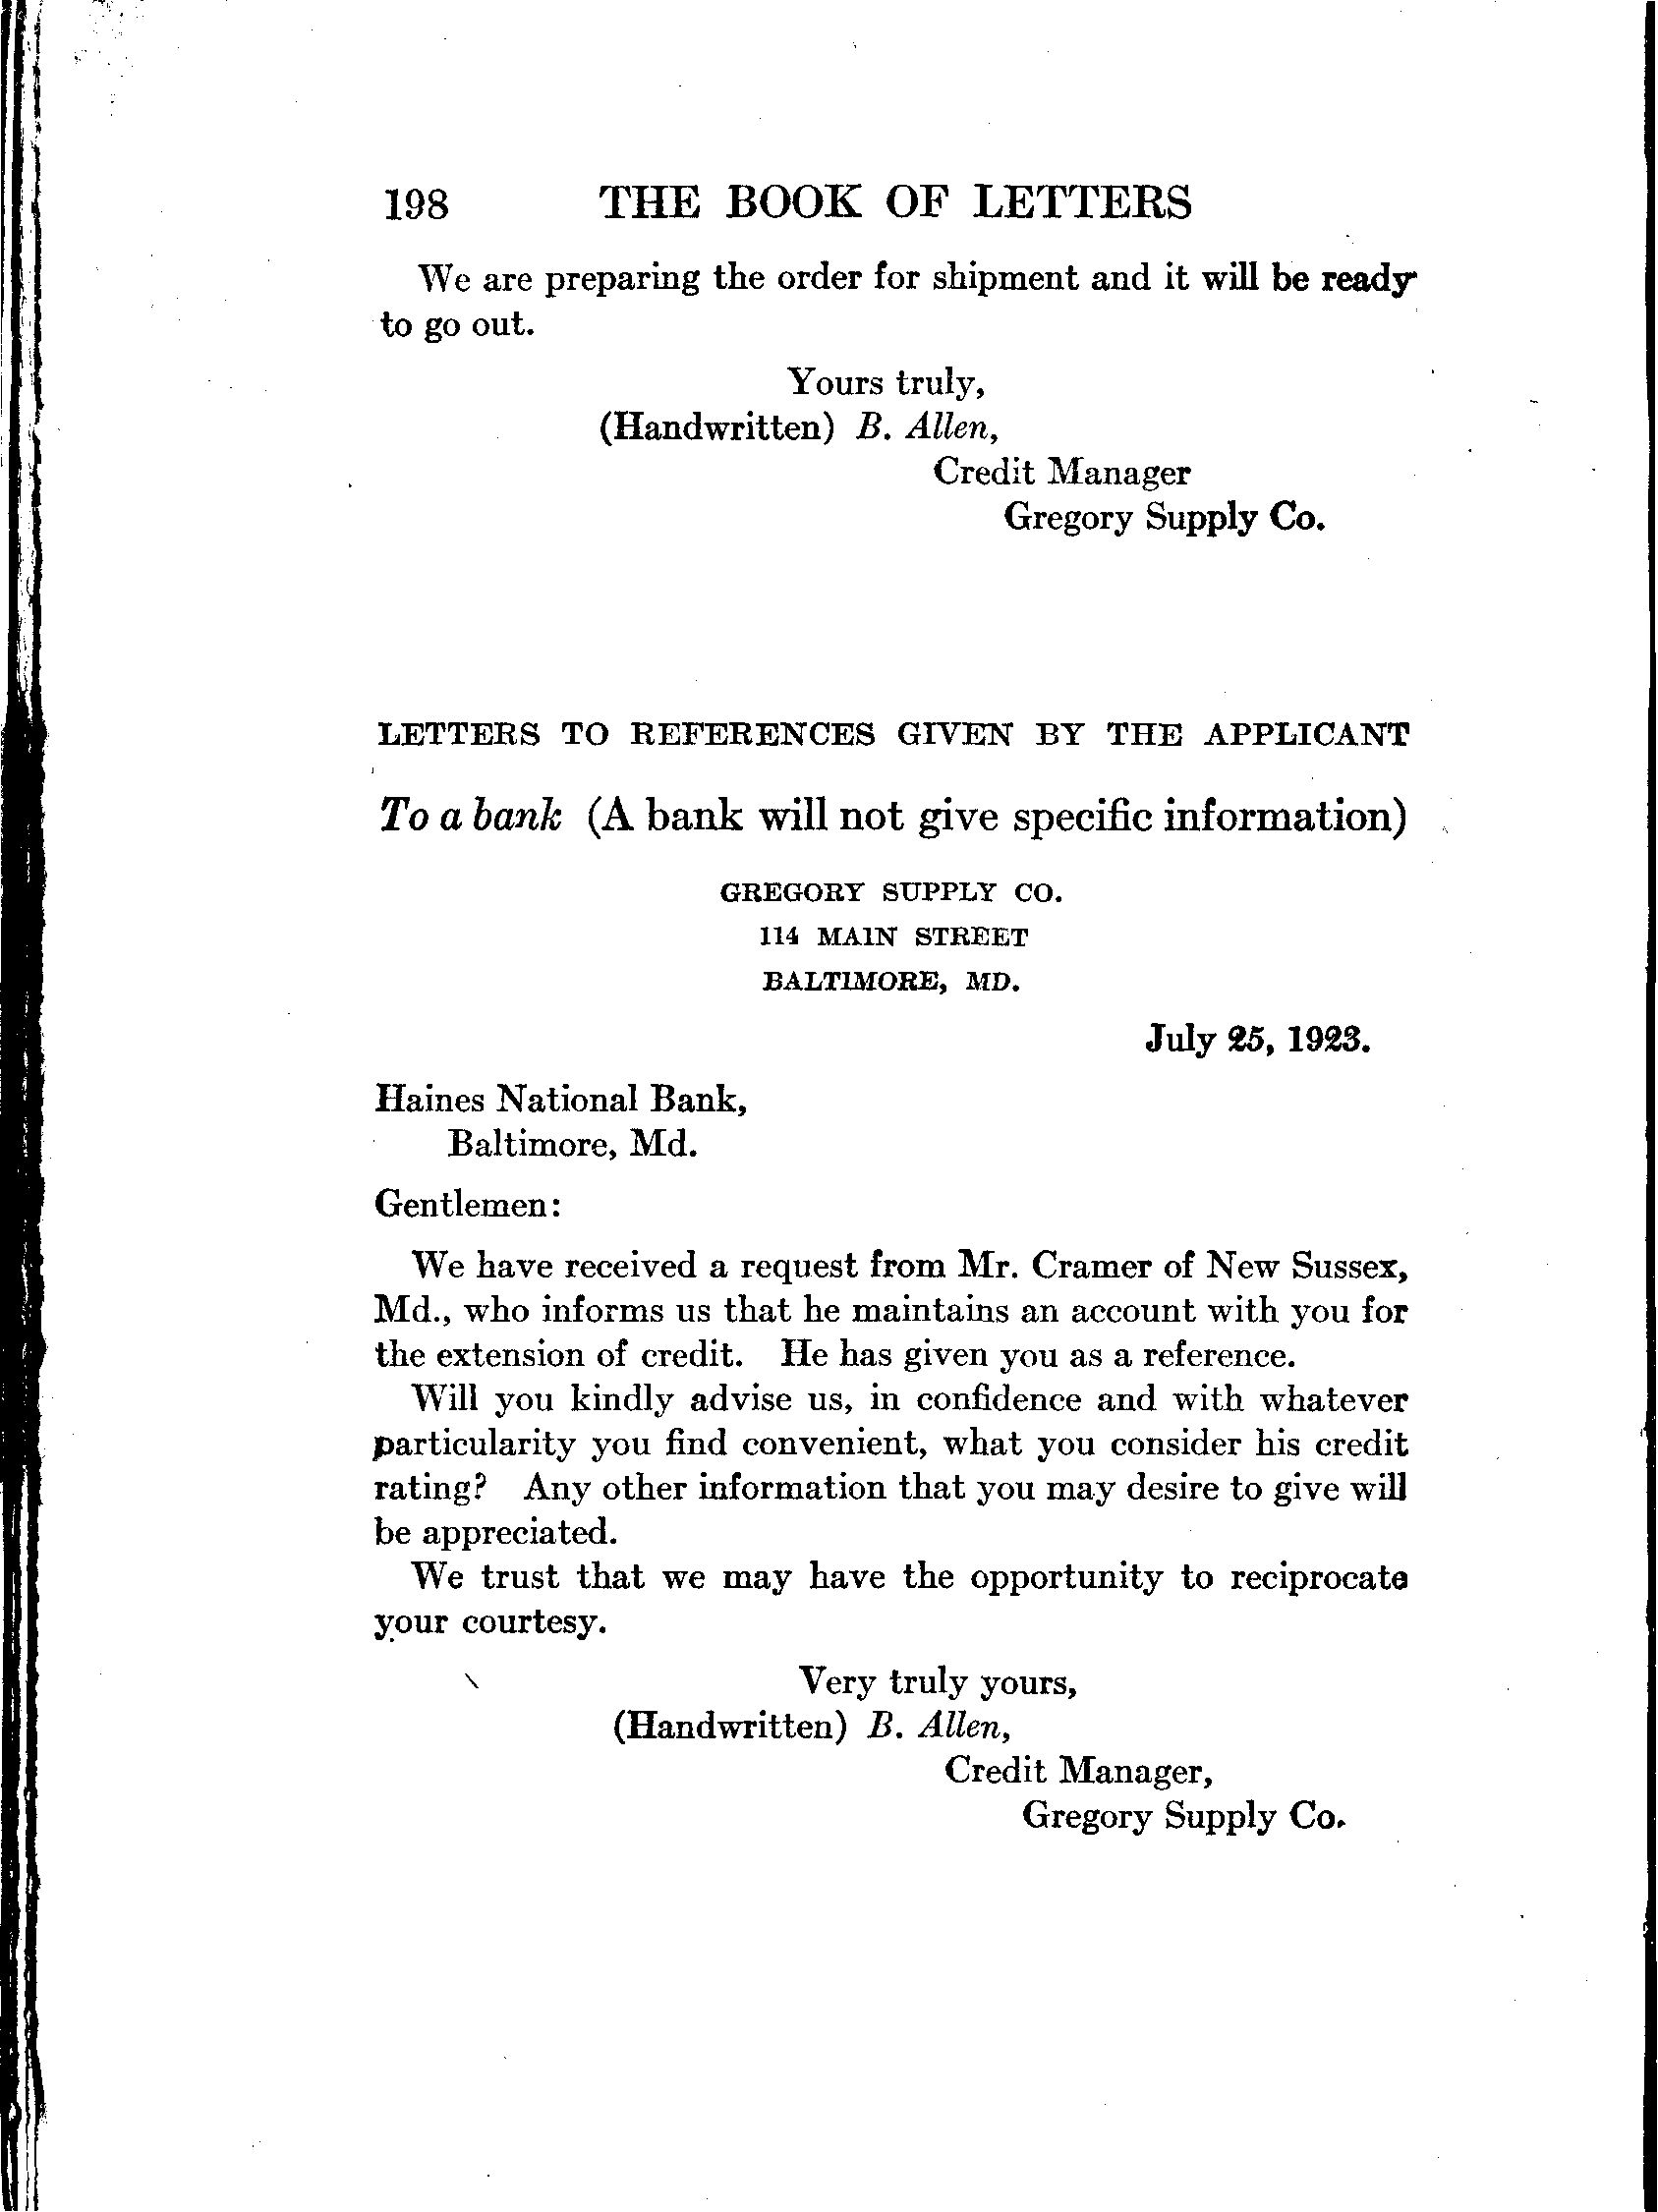 198 THE BOOK OF LETTERS
We are preparing the order for shipment and it will be ready
to go out.
Yours truly,
(Handwritten) B. Allen,
Credit Manager
Gregory Supply Co.
LETTERS TO REFERENCES GIVEN BY THE APPLICANT
To a bank (A bank will not give specific information)
GREGORY SUPPLY CO.
114 MAIN STREET
BALTIMORE, MD.
July 25, 1923.
Haines National Bank,
Baltimore, Md.
Gentlemen:
We have received a request from Mr. Cramer of New Sussex,
Md., who informs us that he maintains an account with you for
the extension of credit. He has given you as a reference.
Will you kindly advise us, in confidence and with whatever
particularity you find convenient, what you consider his credit
rating? Any other information that you may desire to give will
be appreciated.
We trust that we may have the opportunity to reciprocate
your courtesy.
Very truly yours,
(Handwritten) B. Allen,
Credit Manager,
Gregory Supply Co.